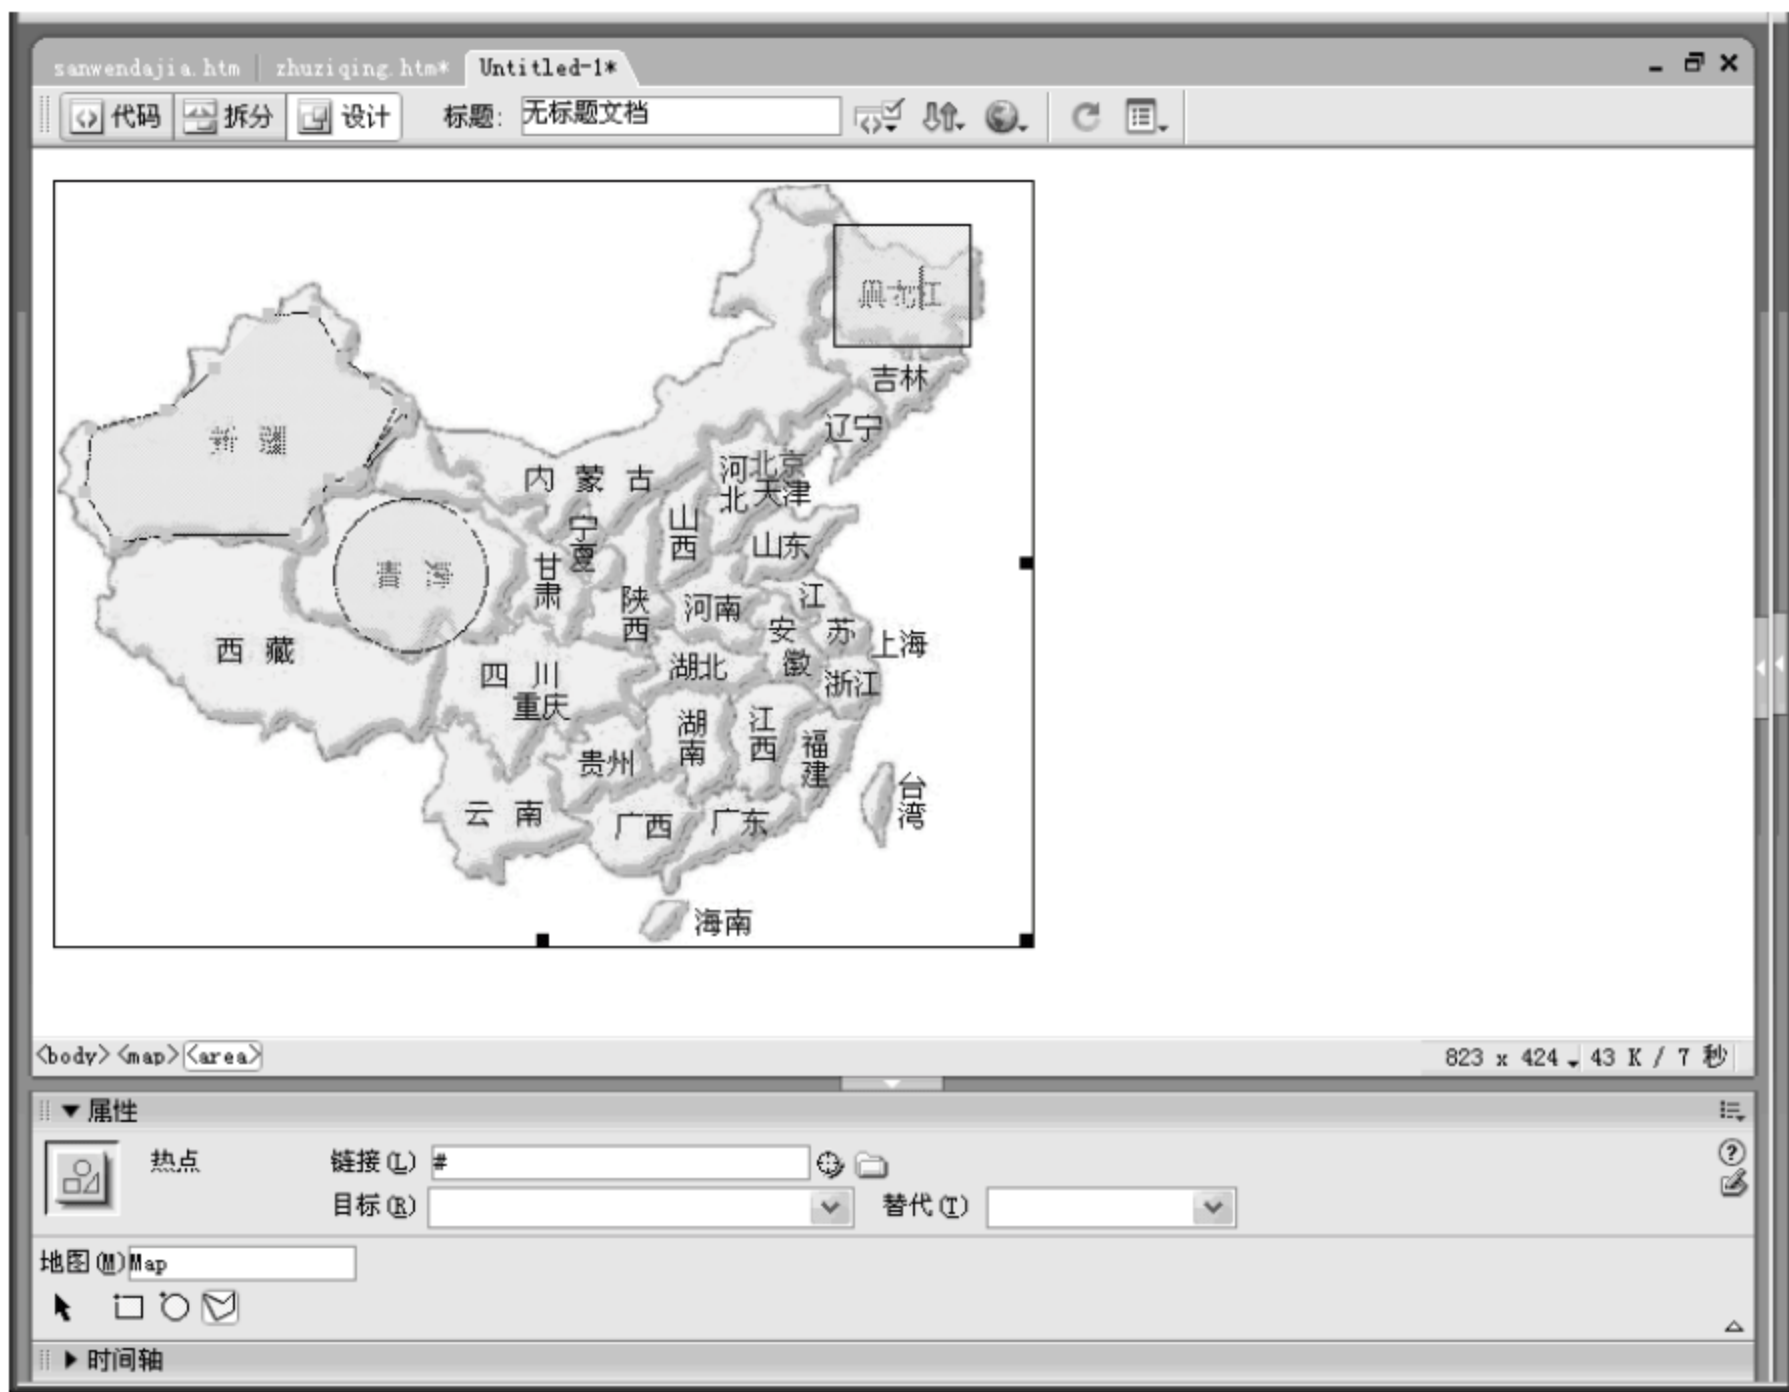 sanwendajia.htm zhuziqing.htm* Untitled-1*
代码 拆分 设计 标题: 无标题文档
黑龙江
吉林
辽宁
新 疆
内 蒙 古
河北
北京
天津
山西
宁夏
山东
甘肃
青 海
陕西
河南
江苏
安徽
上海
西 藏
四 川
重庆
湖北
浙江
湖南
江西
福建
贵州
台湾
云 南
广西
广东
海南
<body> <map> <area> 823 x 424 43 K / 7 秒
属性
热点 链接(L) #
目标(R) 替代(T)
地图(M) Map
时间轴